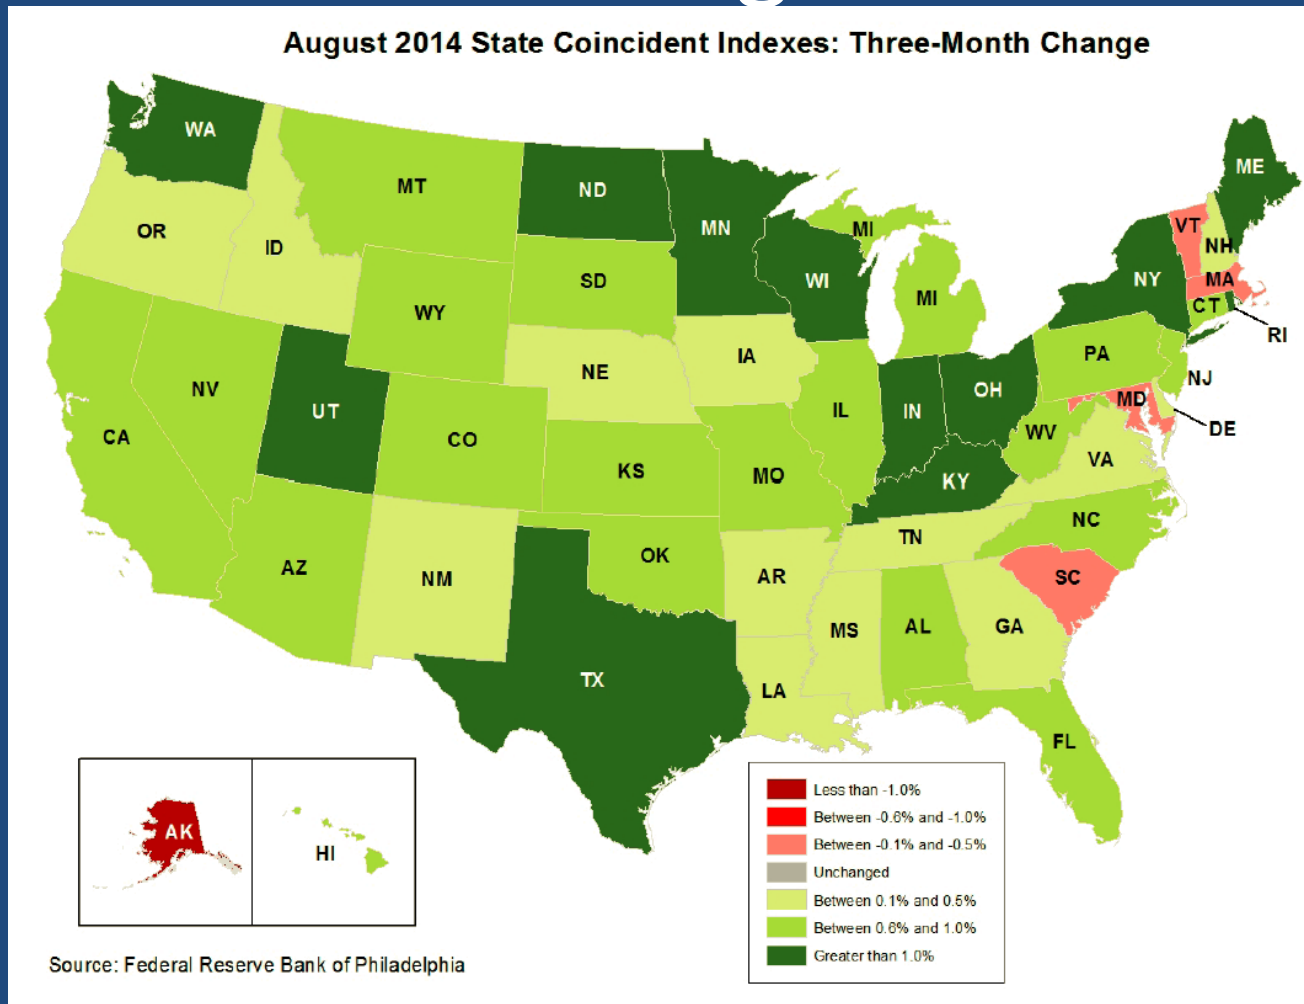 August 2014 State Coincident Indexes: Three-Month Change
WA
MT
ND
MN
ME
OR
ID
MI
VT
NH
SD
WI
NY
MA
WY
MI
CT
RI
NE
IA
PA
NJ
NV
UT
CO
IL
IN
OH
MD
DE
CA
WV
VA
KS
MO
KY
NC
TN
OK
AZ
NM
AR
SC
MS
AL
GA
TX
LA
FL
AK
HI
Less than -1.0%
Between -0.6% and -1.0%
Between -0.1% and -0.5%
Unchanged
Between 0.1% and 0.5%
Between 0.6% and 1.0%
Greater than 1.0%
Source: Federal Reserve Bank of Philadelphia